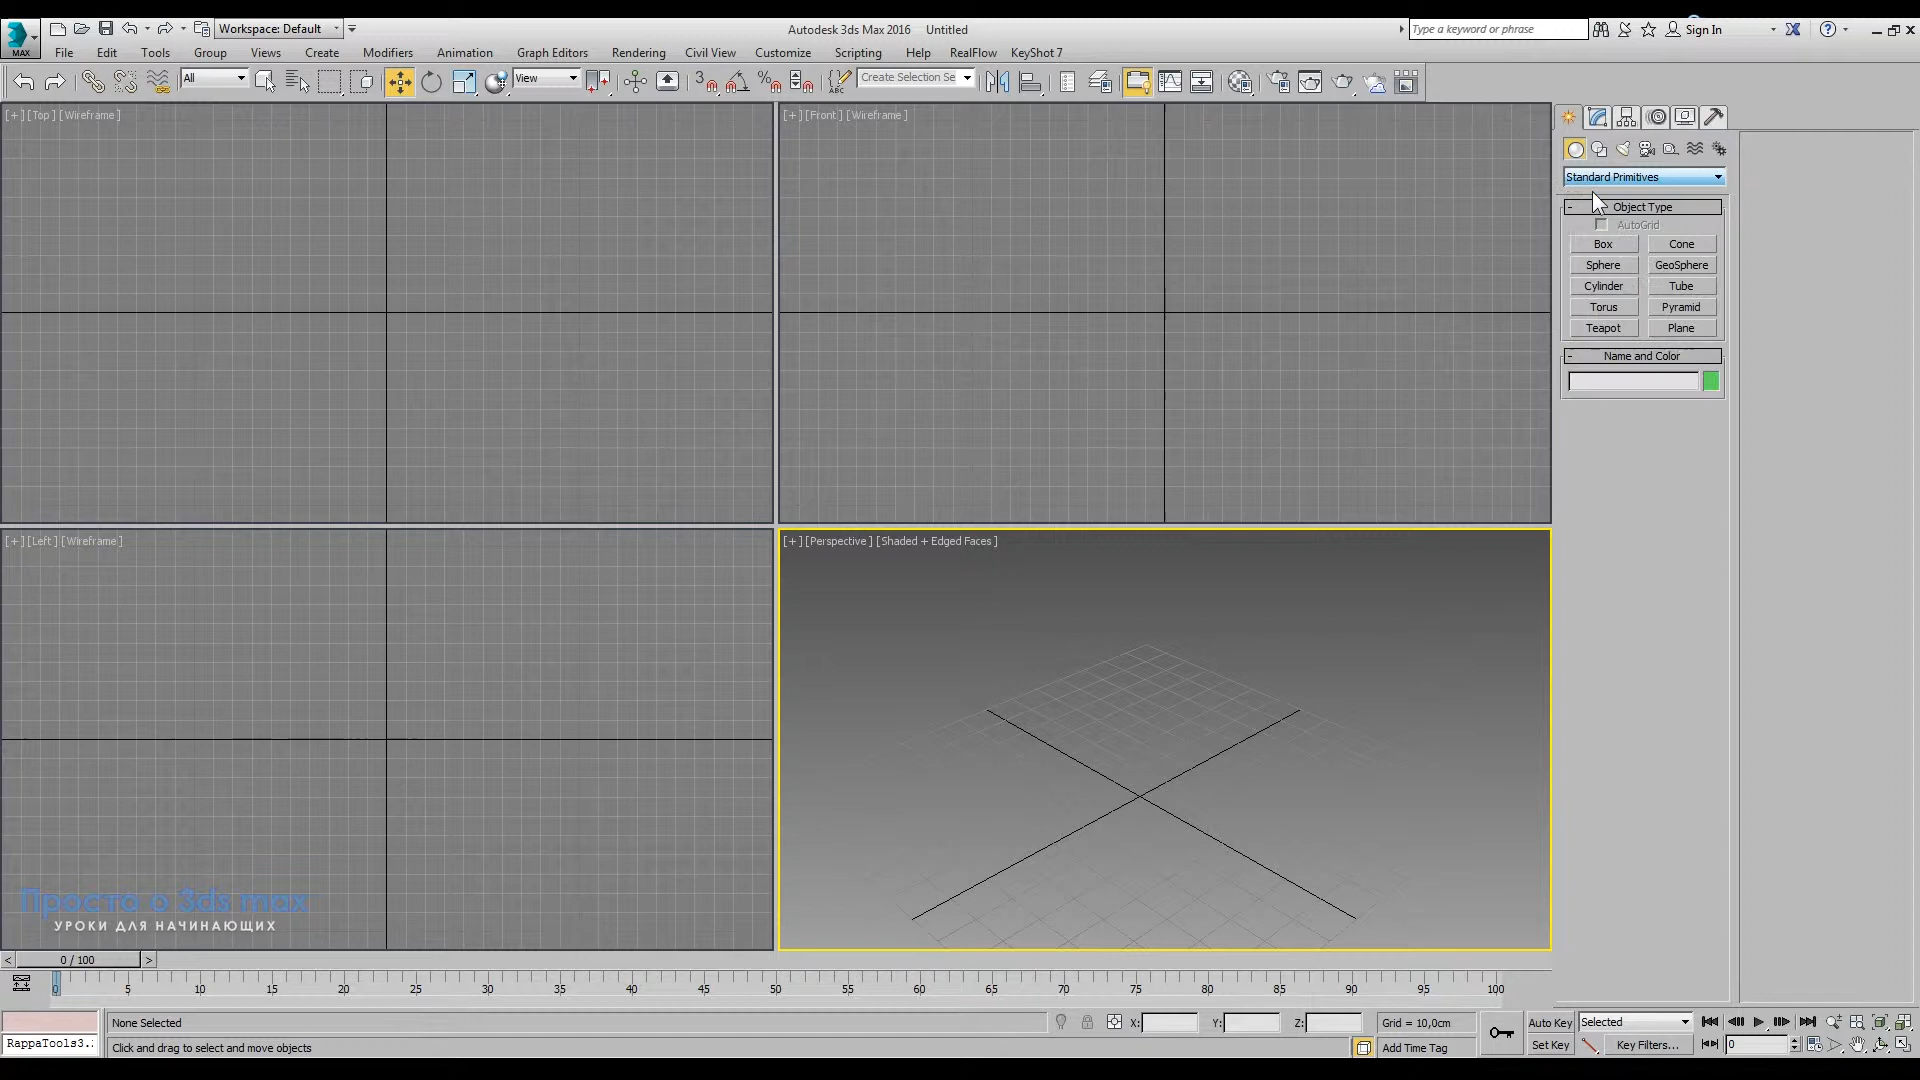 Workspace: Default
Autodesk 3ds Max 2016 Untitled
Type a keyword or phrase
Sign In
MAX
File Edit Tools Group Views Create Modifiers Animation Graph Editors Rendering Civil View Customize Scripting Help RealFlow KeyShot 7
All
View
3
%
ABC
Create Selection Se
[+] [Top] [Wireframe]
[+] [Front] [Wireframe]
Standard Primitives
- Object Type
AutoGrid
Box Cone
Sphere GeoSphere
Cylinder Tube
Torus Pyramid
Teapot Plane
- Name and Color
[+] [Left] [Wireframe]
[+] [Perspective] [Shaded + Edged Faces]
Просто о 3ds max
УРОКИ ДЛЯ НАЧИНАЮЩИХ
< 0 / 100 >
0 5 10 15 20 25 30 35 40 45 50 55 60 65 70 75 80 85 90 95 100
None Selected
X: Y: Z:
Grid = 10,0cm
Auto Key
Selected
RappaTools3.
Click and drag to select and move objects
Add Time Tag
Set Key
Key Filters...
0